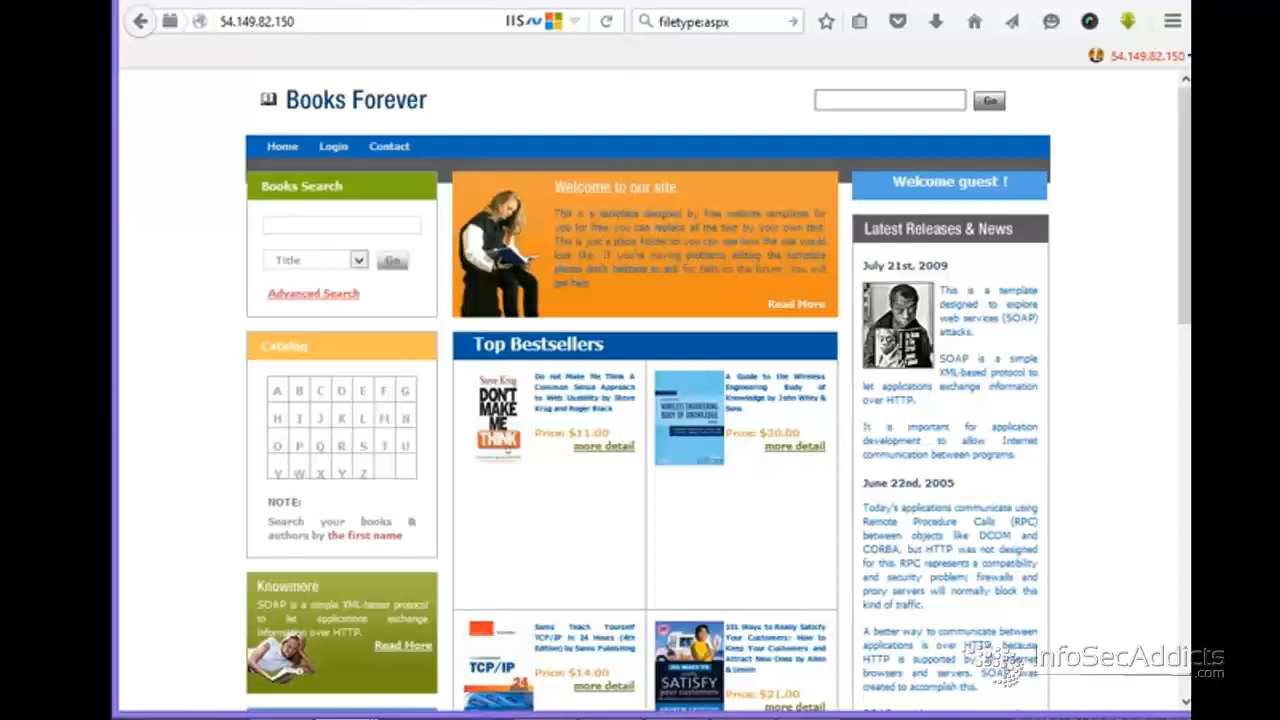 54.149.82.150
IIS
filetype:aspx
54.149.82.150
Books Forever
Go
Home Login Contact
Books Search
Title
Go
Advanced Search
Catalog
A B C D E F G
H I J K L M N
O P Q R S T U
Y W X Y Z
NOTE:
Search your books &
authors by the first name
Knowmore
SOAP is a simple XML-based protocol
to let applications exchange
information over HTTP.
Read More
Welcome to our site
This is a template designed by free website templates
for you for free you can replace all the text by your own text.
This is just a place holder so you can see how the site would
look like. If you're having problems editing the template
please don't hesitate to ask for help on the forum. You will
get help
Read More
Top Bestsellers
Steve Krug
DON'T
MAKE
ME
THINK
Do not Make Me Think A
Common Sense Approach
to Web Usability by Steve
Krug and Roger Black
Price: $11.00
more detail
WIRELESS ENGINEERING
BODY OF KNOWLEDGE
A Guide to the Wireless
Engineering Body of
Knowledge by John Wiley &
Sons
Price: $30.00
more detail
TCP/IP
24
Sams Teach Yourself
TCP/IP in 24 Hours (4th
Edition) by Sams Publishing
Price: $14.00
more detail
SATISFY
your customers
101 Ways to Really Satisfy
Your Customers: How to
Keep Your Customers and
Attract New Ones by Allen
& Unwin
Price: $21.00
more detail
Welcome guest !
Latest Releases & News
July 21st, 2009
This is a template
designed to explore
web services (SOAP)
attacks.
SOAP is a simple
XML-based protocol to
let applications exchange information
over HTTP.
It is important for application
development to allow Internet
communication between programs.
June 22nd, 2005
Today's applications communicate using
Remote Procedure Calls (RPC)
between objects like DCOM and
CORBA, but HTTP was not designed
for this. RPC represents a compatibility
and security problem; firewalls and
proxy servers will normally block this
kind of traffic.
A better way to communicate between
applications is over HTTP, because
HTTP is supported by all Internet
browsers and servers. SOAP was
created to accomplish this.
InfoSecAddicts